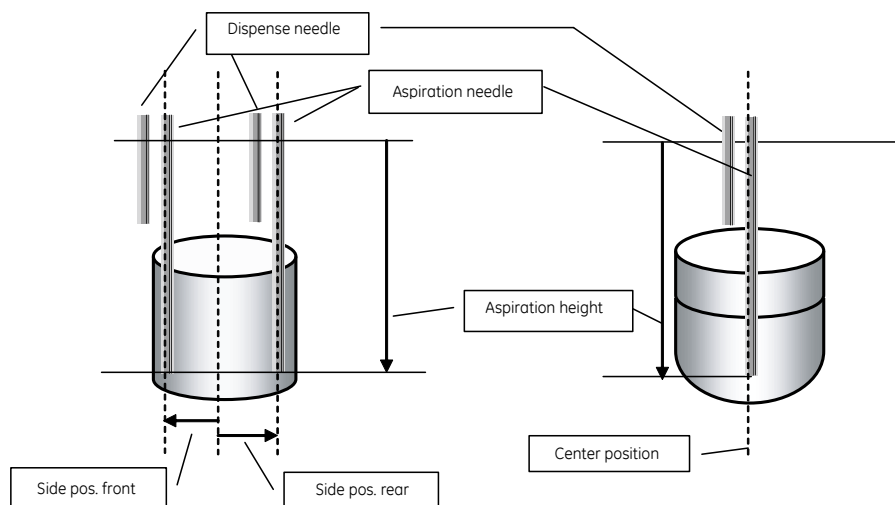 Dispense needle
Aspiration needle
Aspiration height
Center position
Side pos. front
Side pos. rear